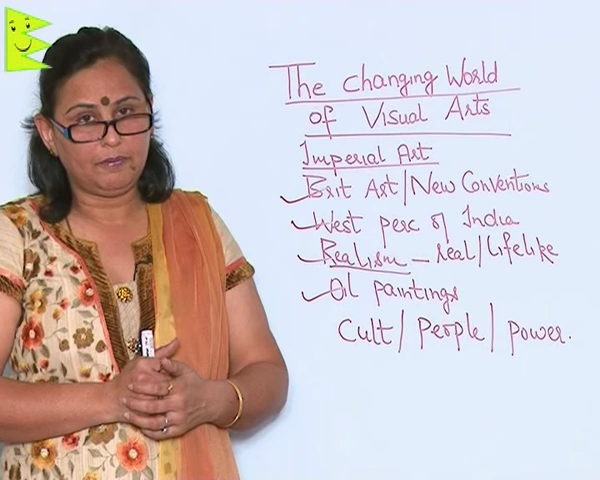 The Changing World
of Visual Arts
Imperial Art
Brit Art/New Conventions
West perc of India
Realism - real/Lifelike
Oil paintings
Cult/People/power.